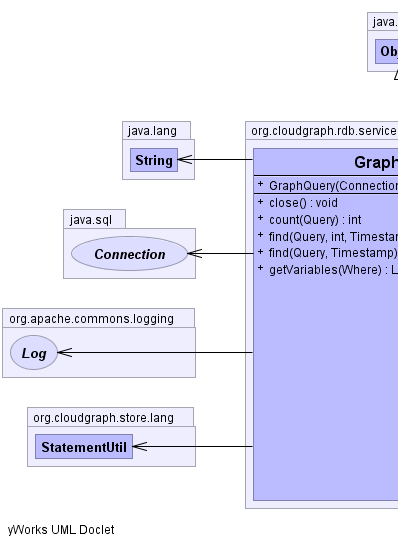 java.
Obj
java.lang
String
org.cloudgraph.rdb.service
Graph
+ GraphQuery(Connection
+ close() : void
+ count(Query) : int
+ find(Query, int, Timestam
+ find(Query, Timestamp)
+ getVariables(Where) : L
java.sql
Connection
org.apache.commons.logging
Log
org.cloudgraph.store.lang
StatementUtil
yWorks UML Doclet